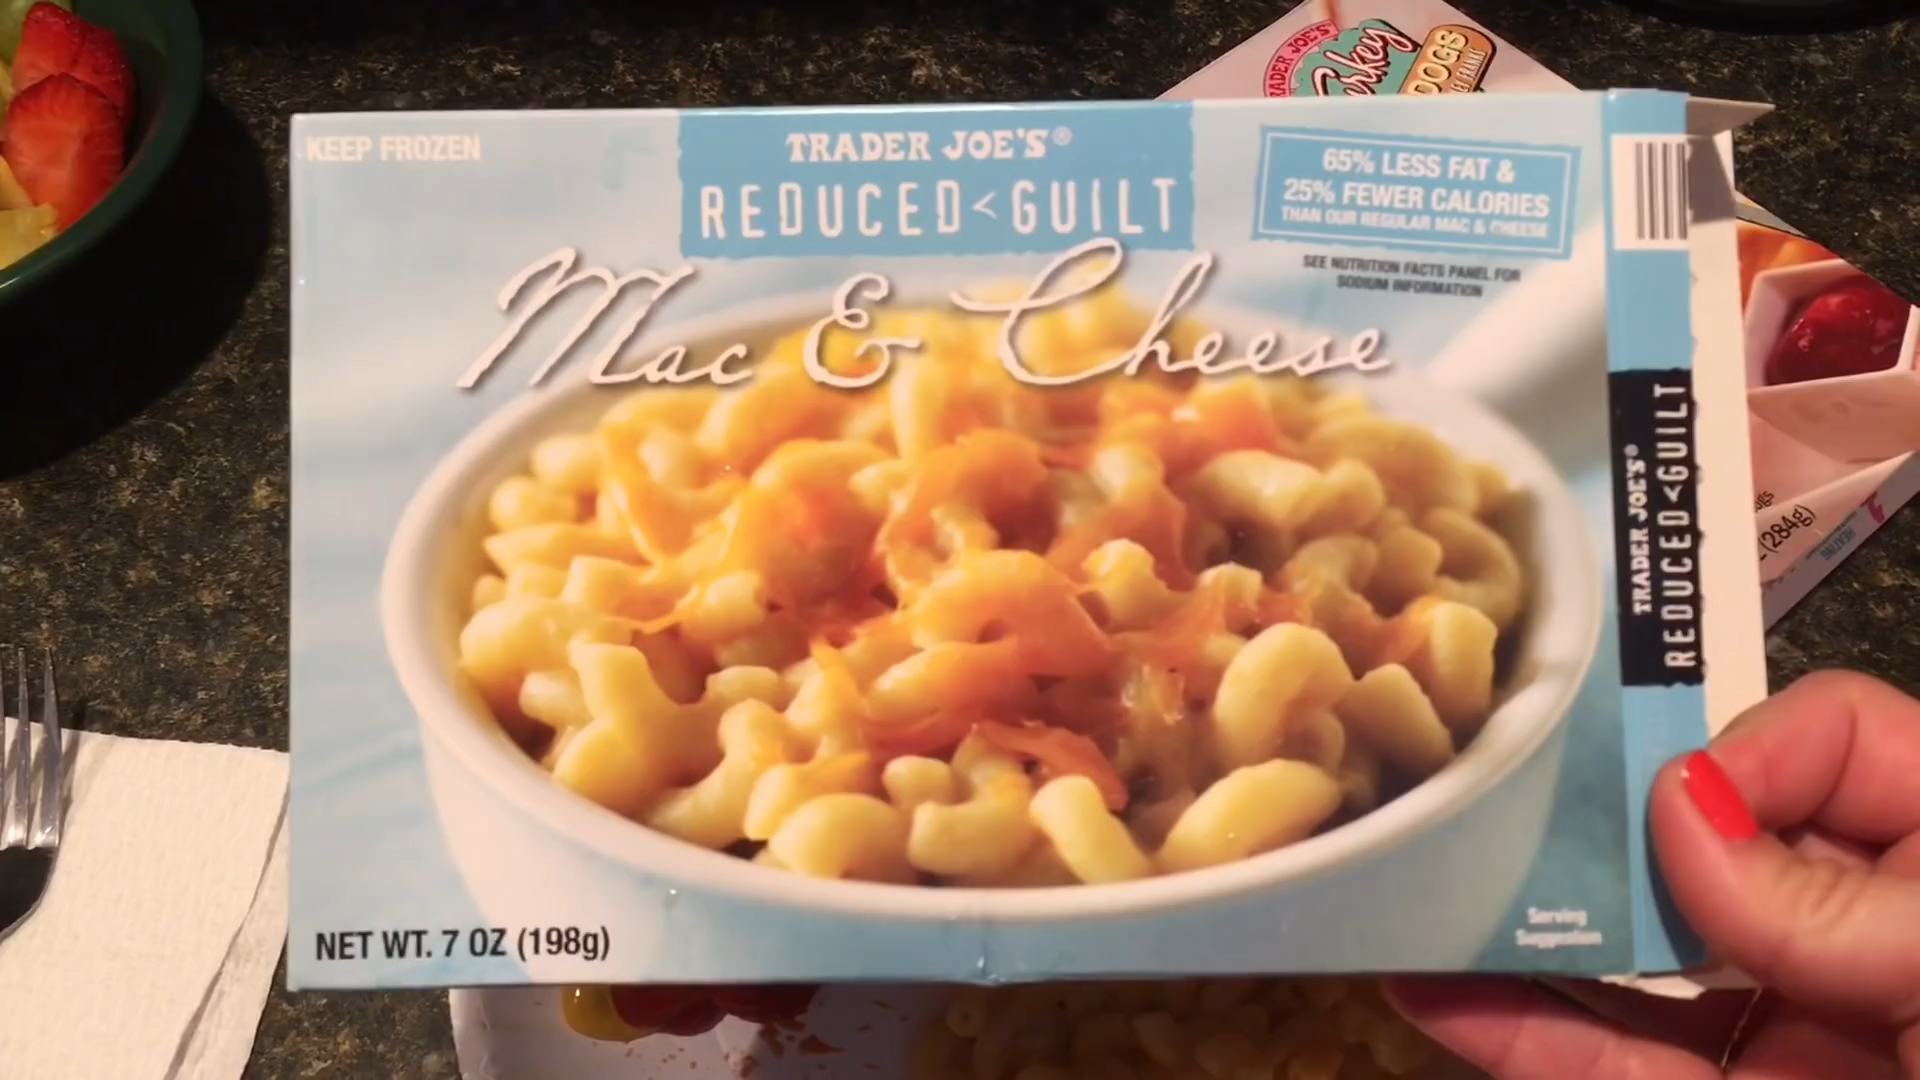 TRADER JOE'S
Turkey
DOGS
KEEP FROZEN
TRADER JOE'S®
REDUCED<GUILT
Mac & Cheese
65% LESS FAT &
25% FEWER CALORIES
THAN OUR REGULAR MAC & CHEESE
SEE NUTRITION FACTS PANEL FOR
SODIUM INFORMATION
TRADER JOE'S®
REDUCED<GUILT
(284g)
NET WT. 7 OZ (198g)
Serving
Suggestion